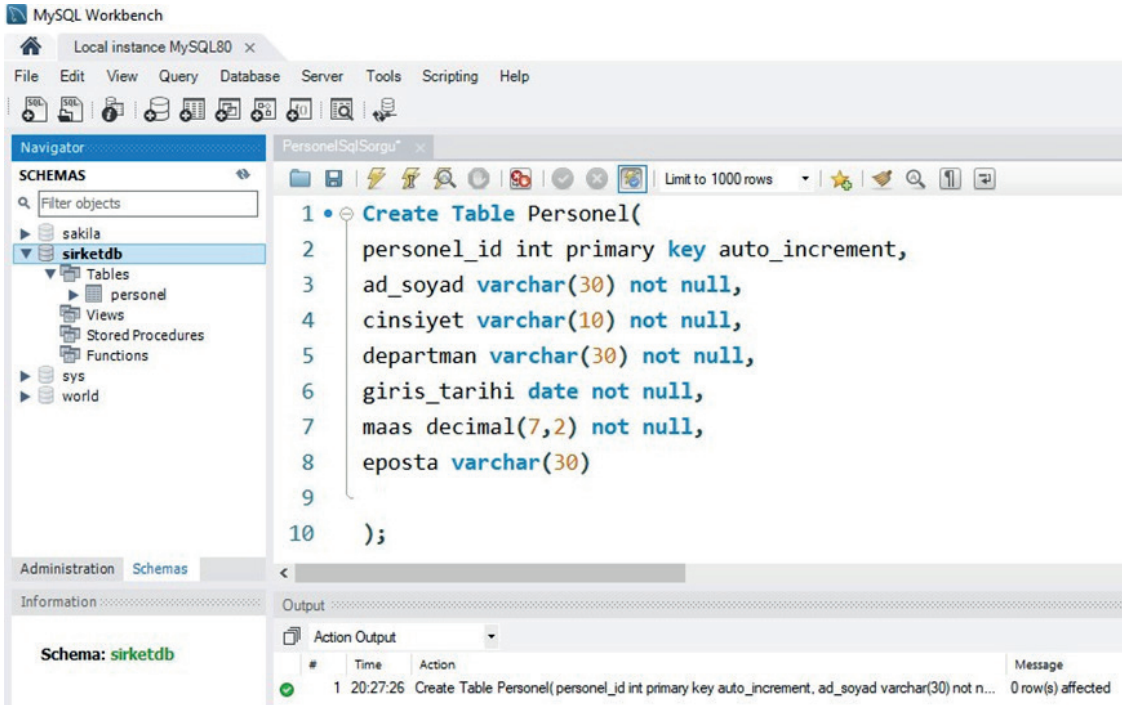 MySQL Workbench
Local instance MySQL80 ×
File Edit View Query Database Server Tools Scripting Help
Navigator
SCHEMAS
Filter objects
sakila
sirketdb
Tables
personel
Views
Stored Procedures
Functions
sys
world
Administration Schemas
Information
Schema: sirketdb
PersonelSqlSorgu* ×
Limit to 1000 rows
1 Create Table Personel(
2 personel_id int primary key auto_increment,
3 ad_soyad varchar(30) not null,
4 cinsiyet varchar(10) not null,
5 departman varchar(30) not null,
6 giris_tarihi date not null,
7 maas decimal(7,2) not null,
8 eposta varchar(30)
9
10 );
Output
Action Output
# Time Action Message
1 20:27:26 Create Table Personel( personel_id int primary key auto_increment, ad_soyad varchar(30) not n... 0 row(s) affected